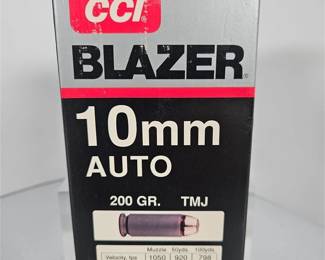 CCI
BLAZER®
10mm
AUTO
200 GR. TMJ
Muzzle 50yds. 100yds.
Velocity, fps 1050 920 798